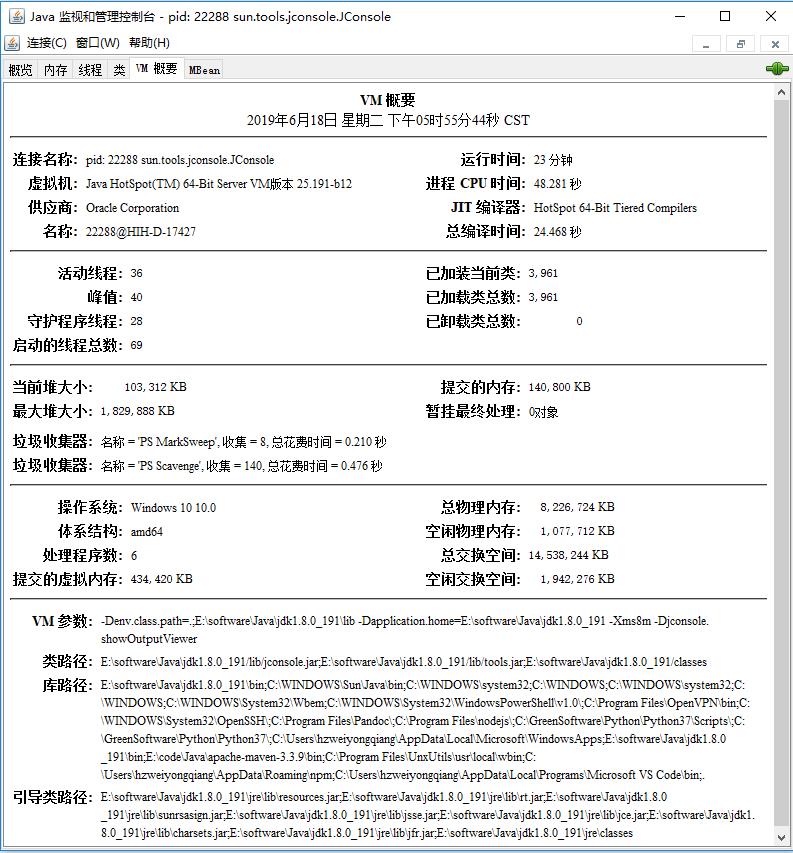 Java 监视和管理控制台 - pid: 22288 sun.tools.jconsole.JConsole
连接(C) 窗口(W) 帮助(H)
概览 内存 线程 类 VM 概要 MBean
VM 概要
2019年6月18日 星期二 下午05时55分44秒 CST
连接名称: pid: 22288 sun.tools.jconsole.JConsole 运行时间: 23 分钟
虚拟机: Java HotSpot(TM) 64-Bit Server VM版本 25.191-b12 进程 CPU 时间: 48.281 秒
供应商: Oracle Corporation JIT 编译器: HotSpot 64-Bit Tiered Compilers
名称: 22288@HIH-D-17427 总编译时间: 24.468 秒
活动线程: 36 已加装当前类: 3,961
峰值: 40 已加载类总数: 3,961
守护程序线程: 28 已卸载类总数: 0
启动的线程总数: 69
当前堆大小: 103,312 KB 提交的内存: 140,800 KB
最大堆大小: 1,829,888 KB 暂挂最终处理: 0对象
垃圾收集器: 名称 = 'PS MarkSweep', 收集 = 8, 总花费时间 = 0.210 秒
垃圾收集器: 名称 = 'PS Scavenge', 收集 = 140, 总花费时间 = 0.476 秒
操作系统: Windows 10 10.0 总物理内存: 8,226,724 KB
体系结构: amd64 空闲物理内存: 1,077,712 KB
处理程序数: 6 总交换空间: 14,538,244 KB
提交的虚拟内存: 434,420 KB 空闲交换空间: 1,942,276 KB
VM 参数: -Denv.class.path=.;E:\software\Java\jdk1.8.0_191\lib -Dapplication.home=E:\software\Java\jdk1.8.0_191 -Xms8m -Djconsole.
showOutputViewer
类路径: E:\software\Java\jdk1.8.0_191/lib/jconsole.jar;E:\software\Java\jdk1.8.0_191/lib/tools.jar;E:\software\Java\jdk1.8.0_191/classes
库路径: E:\software\Java\jdk1.8.0_191\bin;C:\WINDOWS\Sun\Java\bin;C:\WINDOWS\system32;C:\WINDOWS;C:\WINDOWS\system32;C:
\WINDOWS;C:\WINDOWS\System32\Wbem;C:\WINDOWS\System32\WindowsPowerShell\v1.0\;C:\Program Files\OpenVPN\bin;C:
\WINDOWS\System32\OpenSSH\;C:\Program Files\Pandoc\;C:\Program Files\nodejs\;C:\GreenSoftware\Python\Python37\Scripts\;C:
\GreenSoftware\Python\Python37\;C:\Users\hzweiyongqiang\AppData\Local\Microsoft\WindowsApps;E:\software\Java\jdk1.8.0
_191\bin;E:\code\Java\apache-maven-3.3.9\bin;C:\Program Files\UnxUtils\usr\local\wbin;C:
\Users\hzweiyongqiang\AppData\Roaming\npm;C:\Users\hzweiyongqiang\AppData\Local\Programs\Microsoft VS Code\bin;.
引导类路径: E:\software\Java\jdk1.8.0_191\jre\lib\resources.jar;E:\software\Java\jdk1.8.0_191\jre\lib\rt.jar;E:\software\Java\jdk1.8.0
_191\jre\lib\sunrsasign.jar;E:\software\Java\jdk1.8.0_191\jre\lib\jsse.jar;E:\software\Java\jdk1.8.0_191\jre\lib\jce.jar;E:\software\Java\jdk1.
8.0_191\jre\lib\charsets.jar;E:\software\Java\jdk1.8.0_191\jre\lib\jfr.jar;E:\software\Java\jdk1.8.0_191\jre\classes